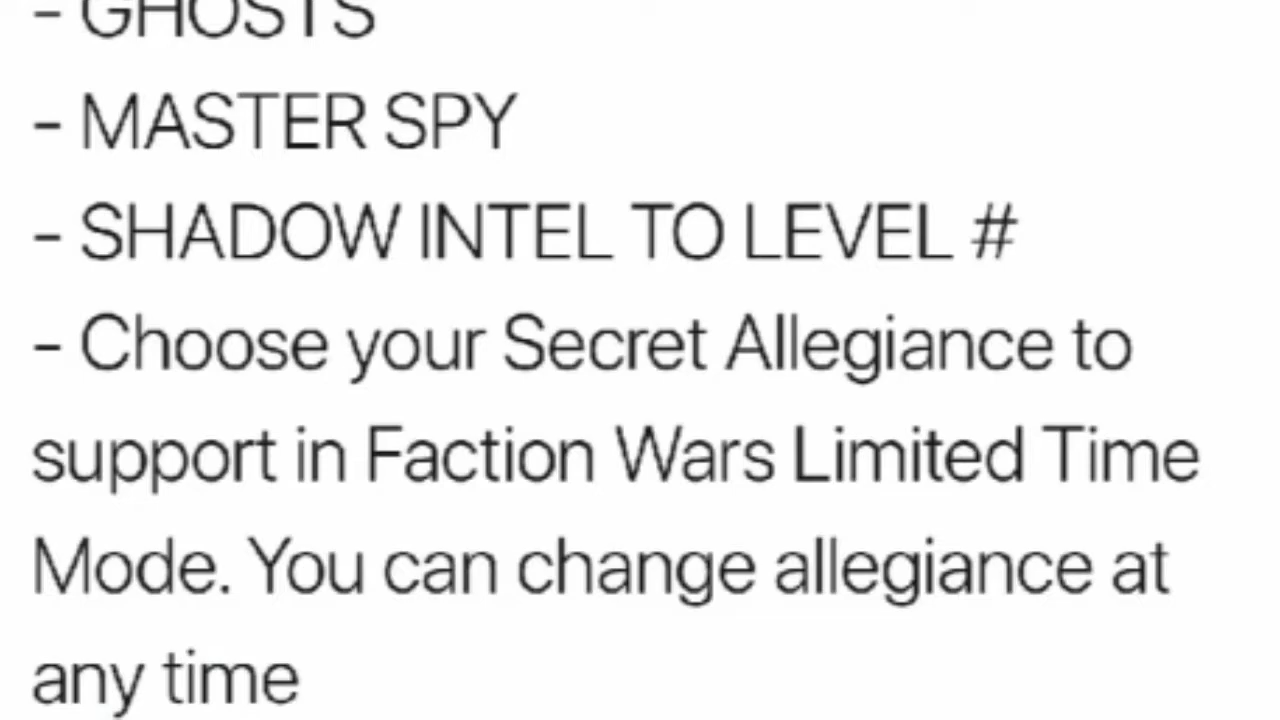 - GHOSTS
- MASTER SPY
- SHADOW INTEL TO LEVEL #
- Choose your Secret Allegiance to
support in Faction Wars Limited Time
Mode. You can change allegiance at
any time